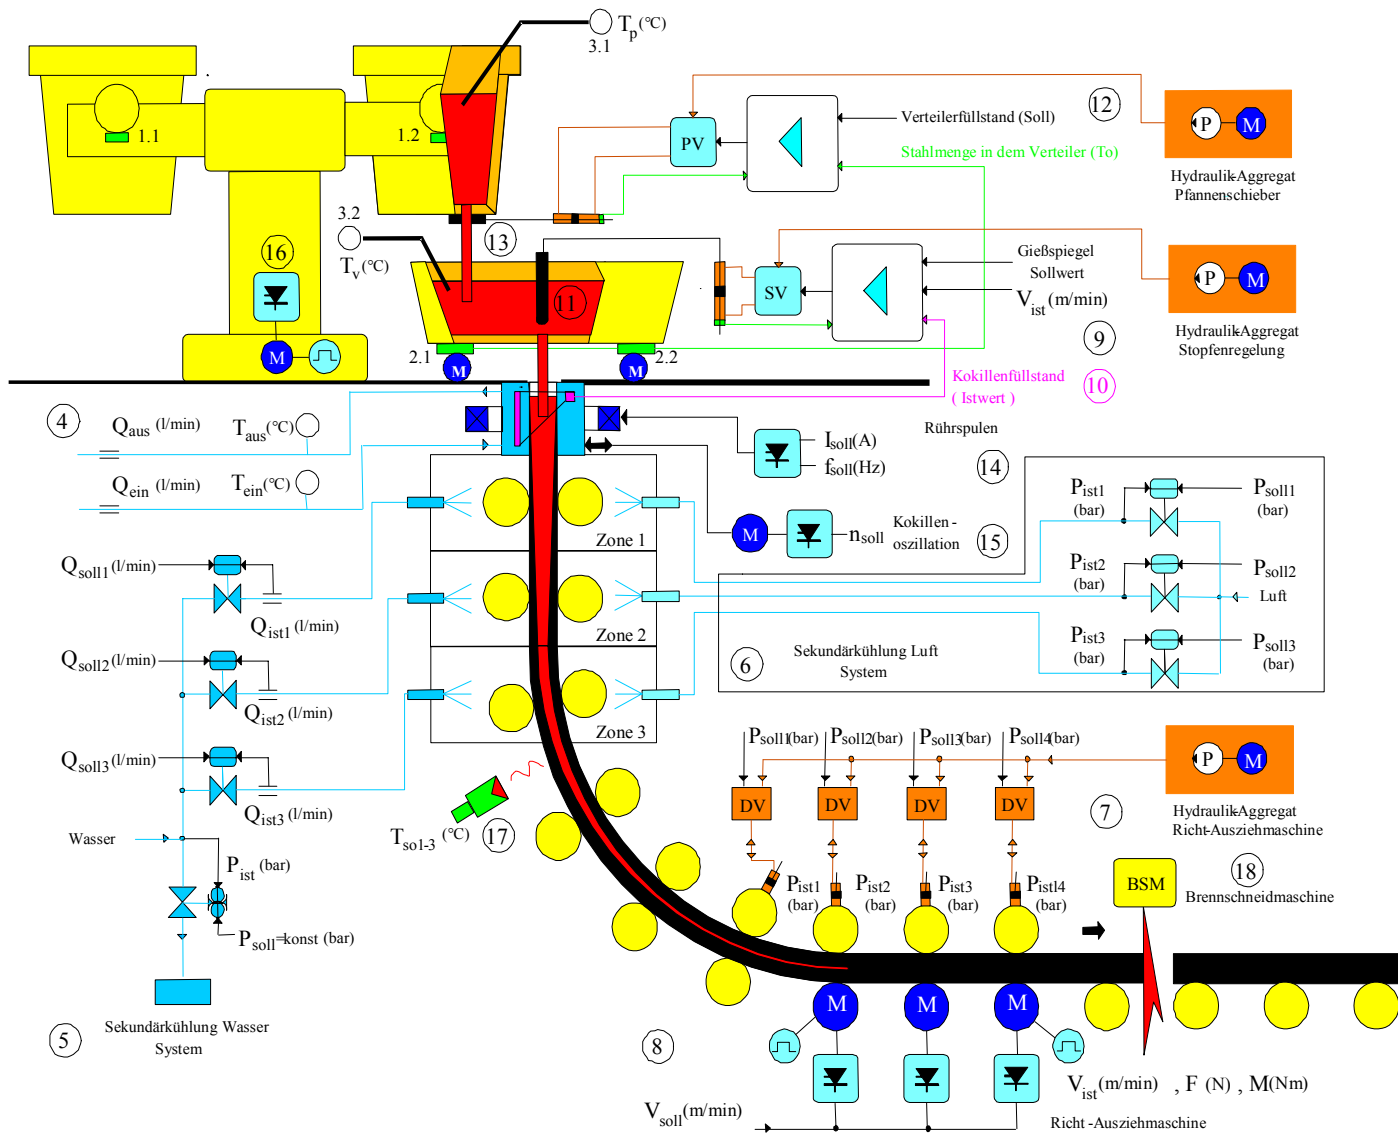 Tp(°C)
3.1
1.1
1.2
3.2
Tv(°C)
13
16
11
2.1
2.2
M
M
M
PV
SV
Verteilerfüllstand (Soll)
Stahlmenge in dem Verteiler (To)
12
P
M
Hydraulik-Aggregat
Pfannenschieber
Gießspiegel
Sollwert
Vist(m/min)
9
P
M
Hydraulik-Aggregat
Stopfenregelung
Kokillenfüllstand
( Istwert )
10
Rührspulen
4
Qaus (l/min)
Taus(°C)
Qein (l/min)
Tein(°C)
Isoll(A)
fsoll(Hz)
14
M
nsoll
Kokillen -
oszillation
15
Zone 1
Zone 2
Zone 3
Pist1
(bar)
Psoll1
(bar)
Pist2
(bar)
Psoll2
(bar)
Luft
Pist3
(bar)
Psoll3
(bar)
6
Sekundärkühlung Luft
System
Qsoll1(l/min)
Qist1(l/min)
Qsoll2(l/min)
Qist2(l/min)
Qsoll3(l/min)
Qist3(l/min)
Wasser
Pist (bar)
Psoll=konst (bar)
5
Sekundärkühlung Wasser
System
Tso1-3 (°C)
17
Psoll1(bar)
Psoll2(bar)
Psoll3(bar)
Psoll4(bar)
DV
DV
DV
DV
7
P
M
Hydraulik-Aggregat
Richt-Ausziehmaschine
Pist1
(bar)
Pist2
(bar)
Pist3
(bar)
Pistl4
(bar)
BSM
18
Brennschneidmaschine
M
M
M
8
Vsoll(m/min)
Vist(m/min) , F (N) , M(Nm)
Richt -Ausziehmaschine